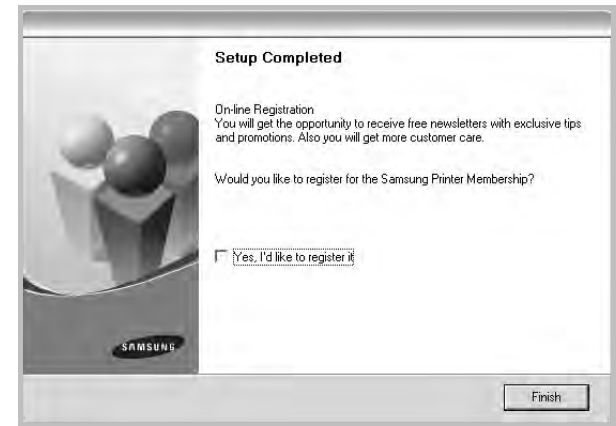 Setup Completed
On-line Registration
You will get the opportunity to receive free newsletters with exclusive tips
and promotions. Also you will get more customer care.
Would you like to register for the Samsung Printer Membership?
Yes, I'd like to register it
SAMSUNG
Finish